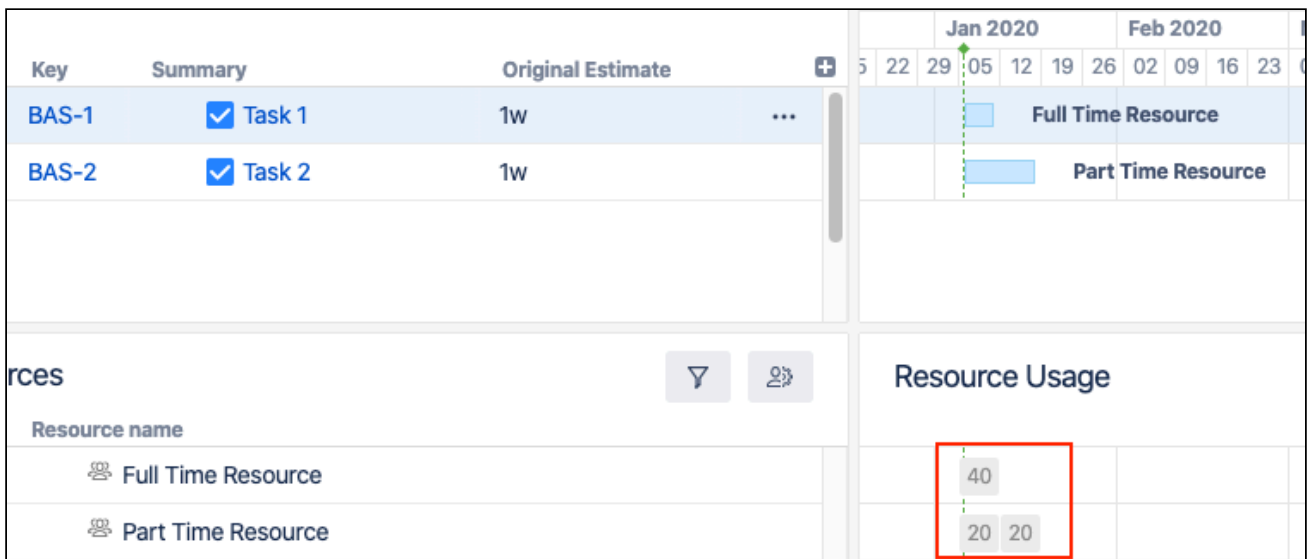 Jan 2020 Feb 2020
Key Summary Original Estimate 22 29 05 12 19 26 02 09 16 23
BAS-1 Task 1 1w ... Full Time Resource
BAS-2 Task 2 1w Part Time Resource
rces Resource Usage
Resource name
Full Time Resource 40
Part Time Resource 20 20